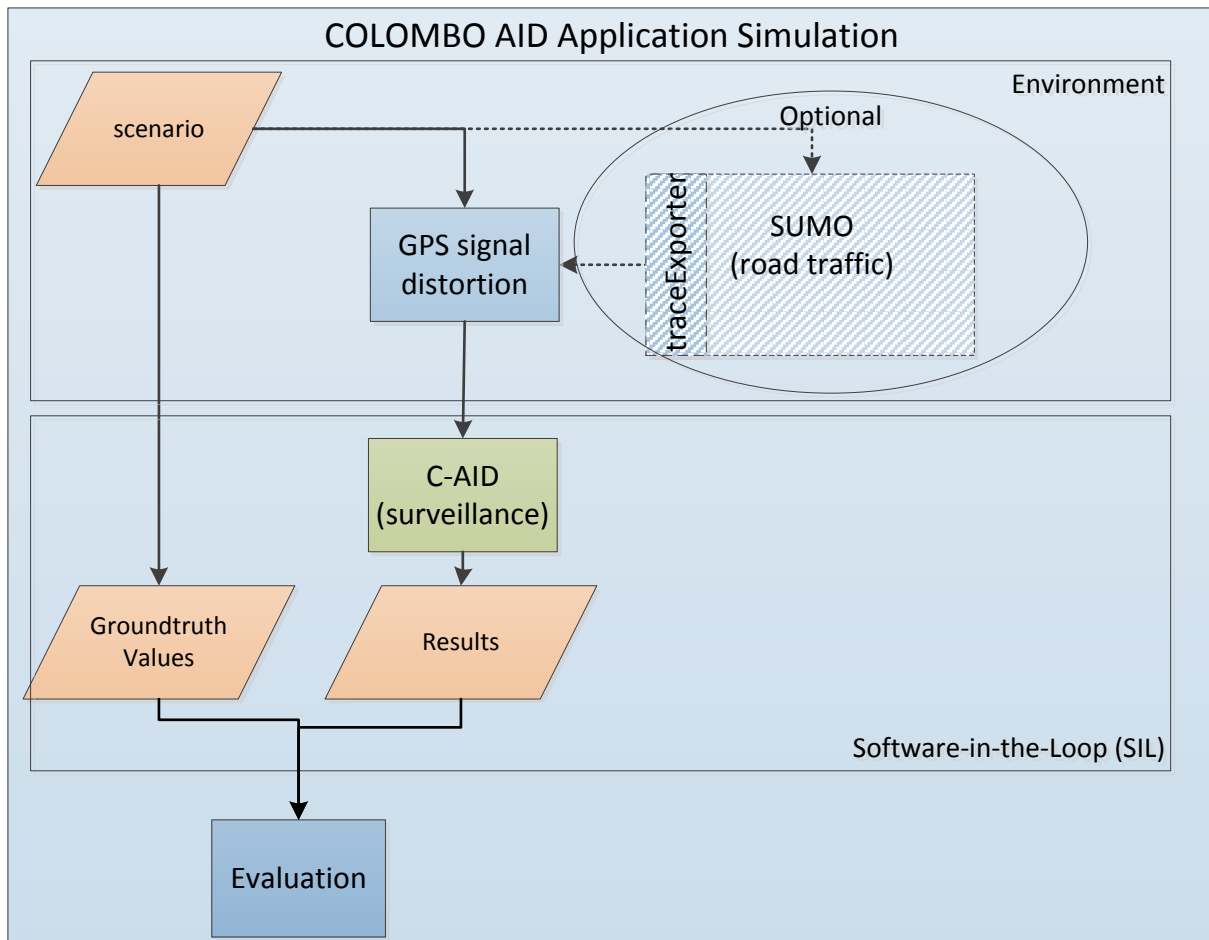 COLOMBO AID Application Simulation
Environment
scenario
Optional
GPS signal
distortion
traceExporter
SUMO
(road traffic)
C-AID
(surveillance)
Groundtruth
Values
Results
Software-in-the-Loop (SIL)
Evaluation